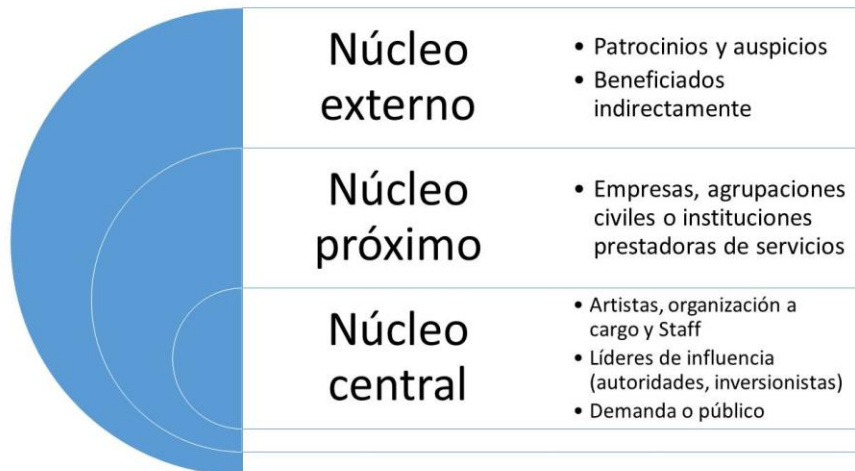 Núcleo
externo
• Patrocinios y auspicios
• Beneficiados
indirectamente
Núcleo
próximo
• Empresas, agrupaciones
civiles o instituciones
prestadoras de servicios
Núcleo
central
• Artistas, organización a
cargo y Staff
• Líderes de influencia
(autoridades, inversionistas)
• Demanda o público